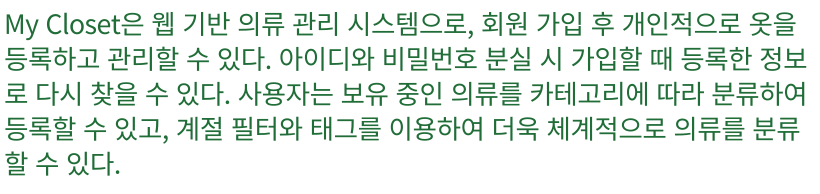 My Closet은 웹 기반 의류 관리 시스템으로, 회원 가입 후 개인적으로 옷을
등록하고 관리할 수 있다. 아이디와 비밀번호 분실 시 가입할 때 등록한 정보
로 다시 찾을 수 있다. 사용자는 보유 중인 의류를 카테고리에 따라 분류하여
등록할 수 있고, 계절 필터와 태그를 이용하여 더욱 체계적으로 의류를 분류
할 수 있다.